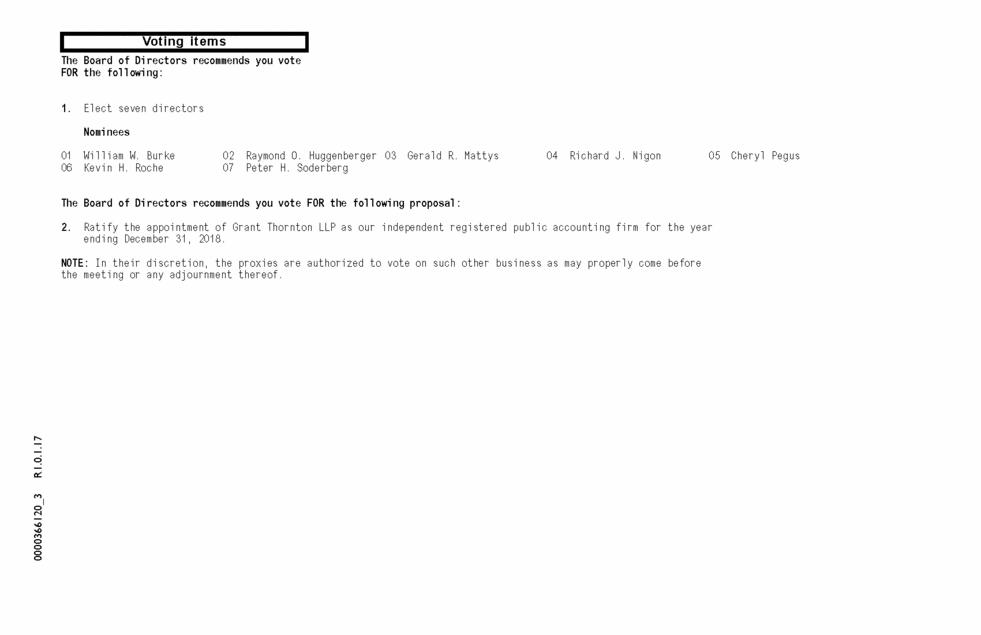 Voting items
The Board of Directors recommends you vote
FOR the following:
1. Elect seven directors
Nominees
01 William W. Burke 02 Raymond O. Huggenberger 03 Gerald R. Mattys 04 Richard J. Nigon 05 Cheryl Pegus
06 Kevin H. Roche 07 Peter H. Soderberg
The Board of Directors recommends you vote FOR the following proposal:
2. Ratify the appointment of Grant Thornton LLP as our independent registered public accounting firm for the year
ending December 31, 2018.
NOTE: In their discretion, the proxies are authorized to vote on such other business as may properly come before
the meeting or any adjournment thereof.
0000366120_3 R1.0.1.17